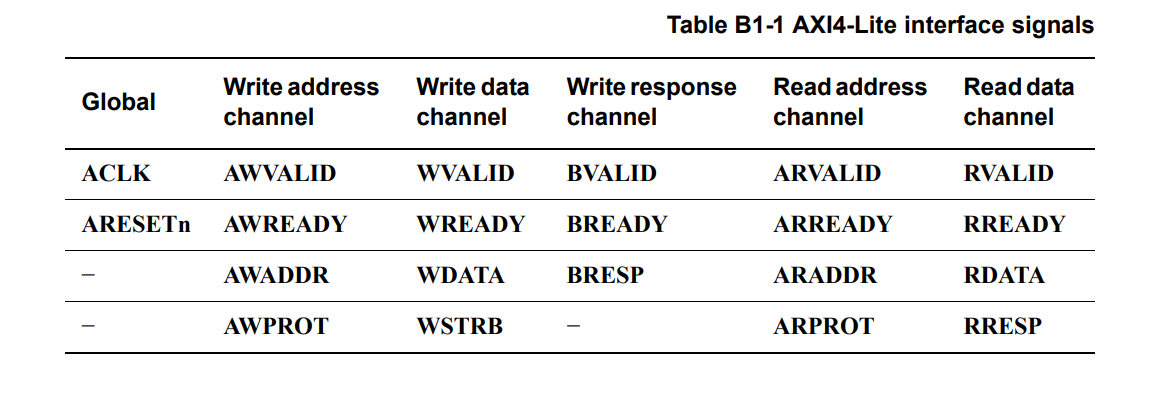 Table B1-1 AXI4-Lite interface signals
Global Write address channel Write data channel Write response channel Read address channel Read data channel
ACLK AWVALID WVALID BVALID ARVALID RVALID
ARESETn AWREADY WREADY BREADY ARREADY RREADY
– AWADDR WDATA BRESP ARADDR RDATA
– AWPROT WSTRB – ARPROT RRESP